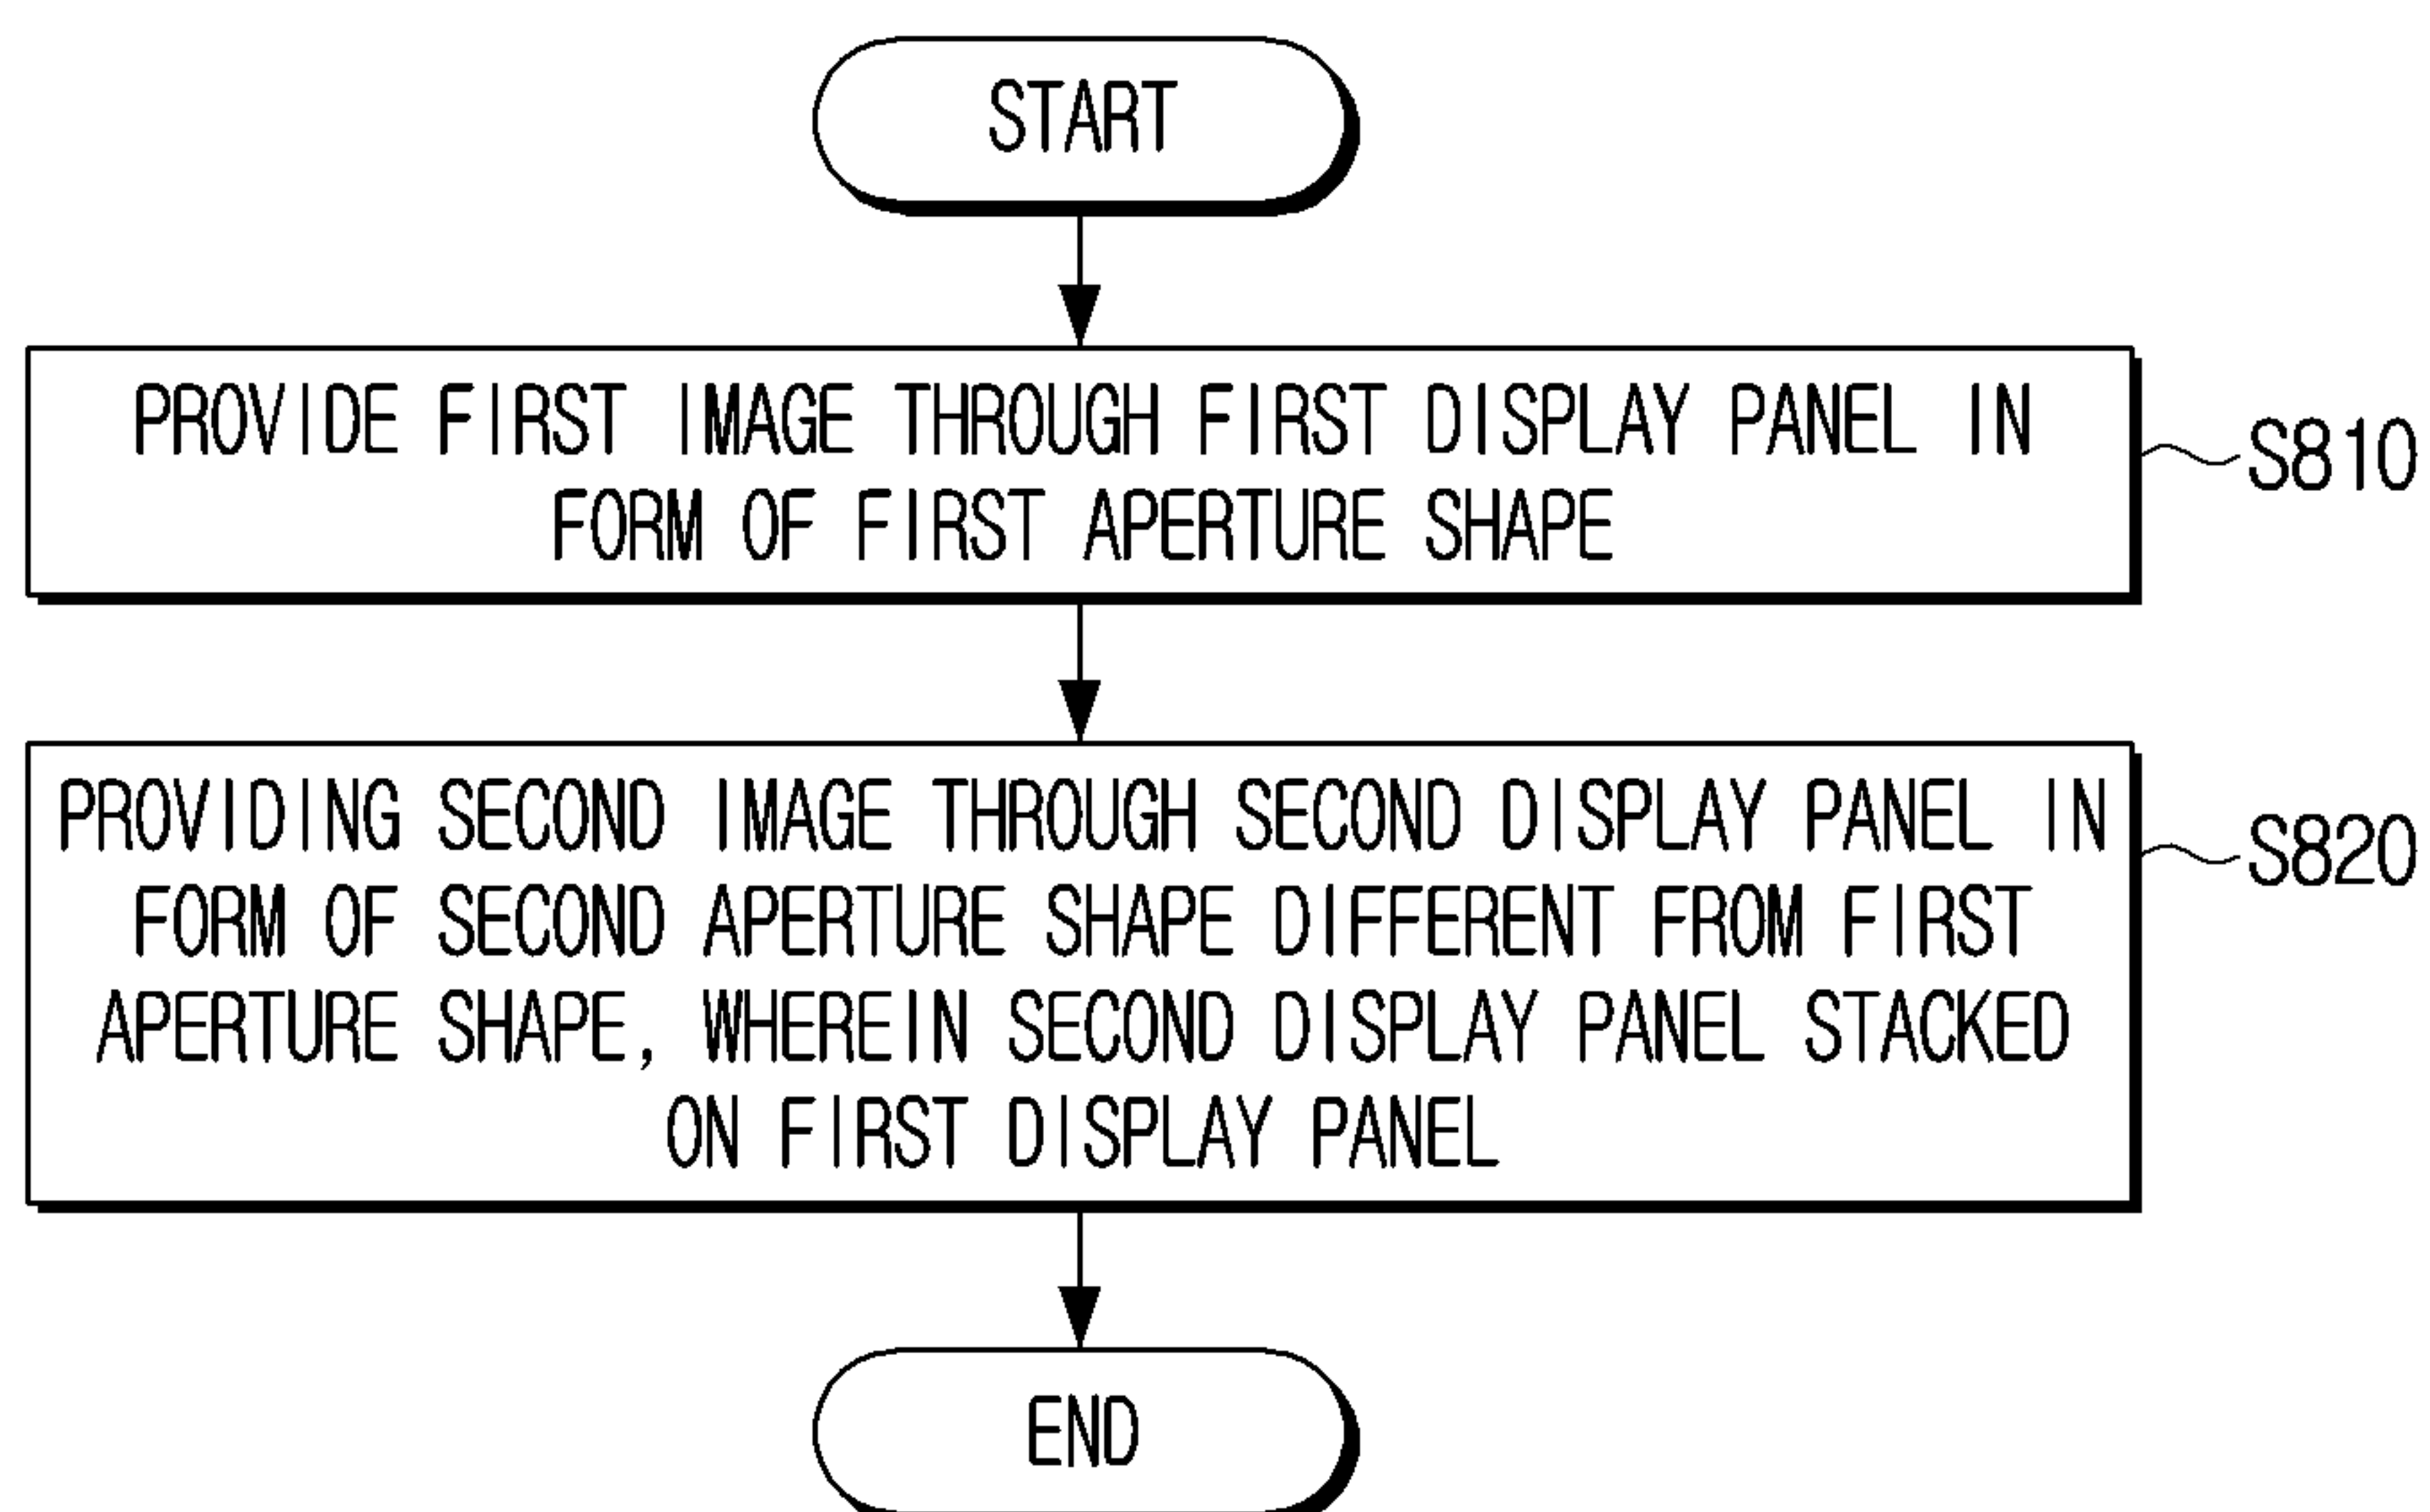 START
PROVIDE FIRST IMAGE THROUGH FIRST DISPLAY PANEL IN
FORM OF FIRST APERTURE SHAPE
S810
PROVIDING SECOND IMAGE THROUGH SECOND DISPLAY PANEL IN
FORM OF SECOND APERTURE SHAPE DIFFERENT FROM FIRST
APERTURE SHAPE, WHEREIN SECOND DISPLAY PANEL STACKED
ON FIRST DISPLAY PANEL
S820
END